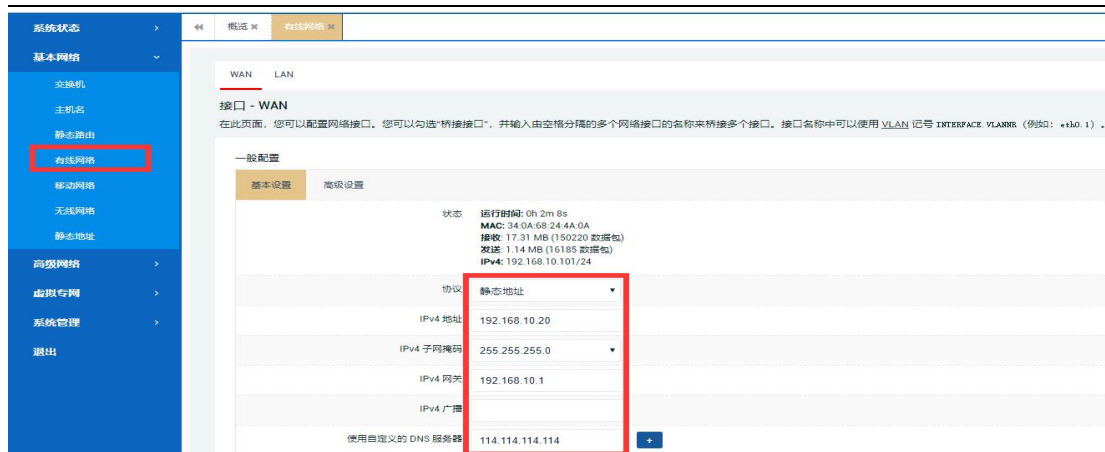 系统状态
基本网络
交换机
主机名
静态路由
有线网络
移动网络
无线网络
静态地址
高级网络
虚拟专网
系统管理
退出
概览 有线网络
WAN LAN
接口 - WAN
在此页面，您可以配置网络接口。您可以勾选“桥接接口”，并输入由空格分隔的多个网络接口的名称来桥接多个接口。接口名称中可以使用 VLAN 记号 INTERFACE.VLANNR（例如：eth0.1）。
一般配置
基本设置 高级设置
状态 运行时间: 0h 2m 8s
MAC: 34:0A:68:24:4A:0A
接收: 17.31 MB (150220 数据包)
发送: 1.14 MB (16185 数据包)
IPv4: 192.168.10.101/24
协议 静态地址
IPv4 地址 192.168.10.20
IPv4 子网掩码 255.255.255.0
IPv4 网关 192.168.10.1
IPv4 广播
使用自定义的 DNS 服务器 114.114.114.114 +